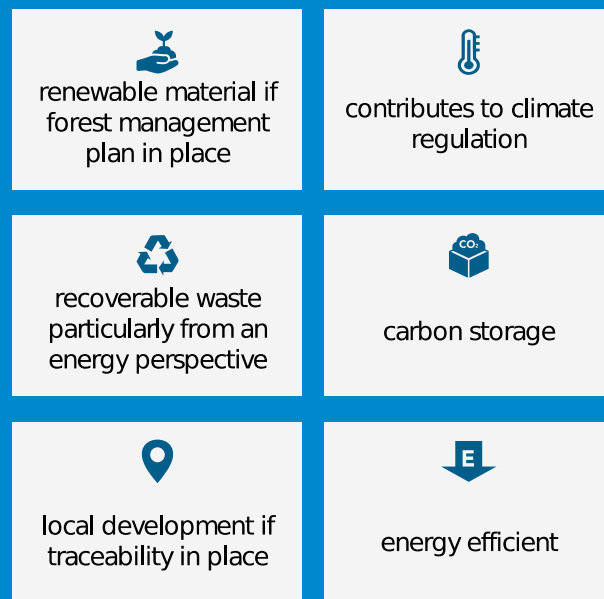 renewable material if
forest management
plan in place
contributes to climate
regulation
recoverable waste
particularly from an
energy perspective
CO₂
carbon storage
local development if
traceability in place
E
energy efficient